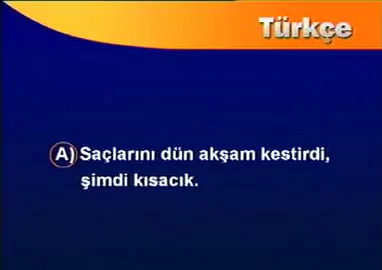 Türkçe
A) Saçlarını dün akşam kestirdi,
şimdi kısacık.